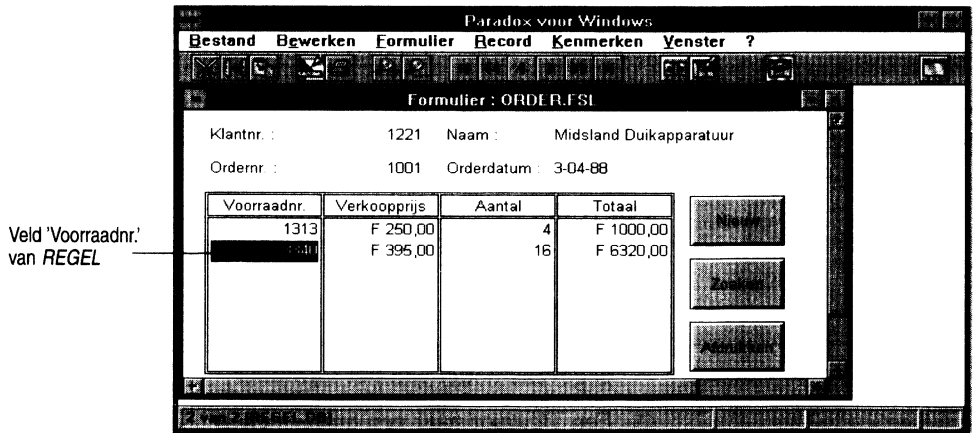 Paradox voor Windows
Bestand Bewerken Formulier Record Kenmerken Venster ?
Formulier : ORDER.FSL
Klantnr. : 1221 Naam : Midsland Duikapparatuur
Ordernr. : 1001 Orderdatum : 3-04-88
Voorraadnr. Verkoopprijs Aantal Totaal
1313 F 250,00 4 F 1000,00
F 395,00 16 F 6320,00
Nieuw
Zoeken
Veld 'Voorraadnr.'
van REGEL